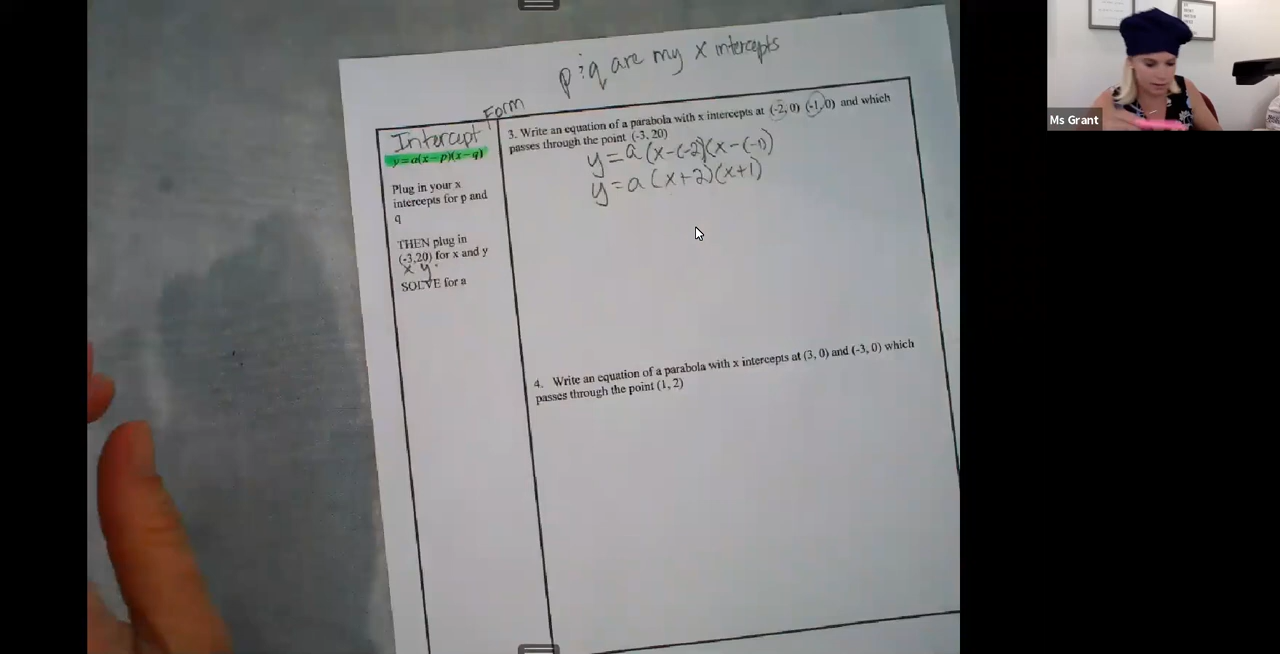 p & q are my x intercepts
Form
Intercept
y=a(x−p)(x−q)
Plug in your x
intercepts for p and
q
THEN plug in
(-3,20) for x and y
x y
SOLVE for a
3. Write an equation of a parabola with x intercepts at (-2, 0) (-1, 0) and which
passes through the point (-3, 20)
y=a(x-(-2)(x-(-1)
y=a(x+2)(x+1)
4. Write an equation of a parabola with x intercepts at (3, 0) and (-3, 0) which
passes through the point (1, 2)
Ms Grant